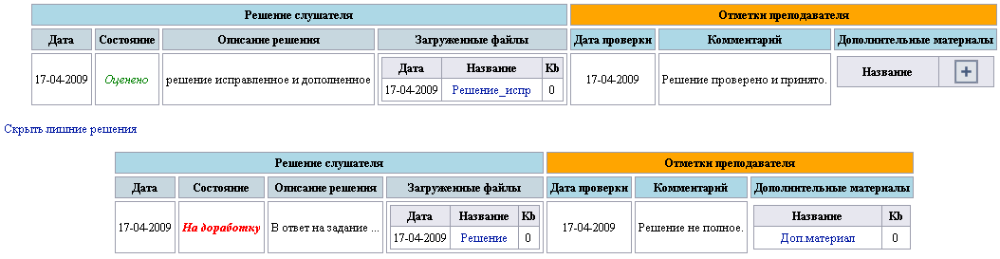 Решение слушателя Отметки преподавателя
Дата Состояние Описание решения Загруженные файлы Дата проверки Комментарий Дополнительные материалы
Дата Название Kb Название +
17-04-2009 Оценено решение исправленное и дополненное 17-04-2009 Решение_испр 0 17-04-2009 Решение проверено и принято.
Скрыть лишние решения
Решение слушателя Отметки преподавателя
Дата Состояние Описание решения Загруженные файлы Дата проверки Комментарий Дополнительные материалы
Дата Название Kb Название Kb
17-04-2009 На доработку В ответ на задание ... 17-04-2009 Решение 0 17-04-2009 Решение не полное. Доп.материал 0